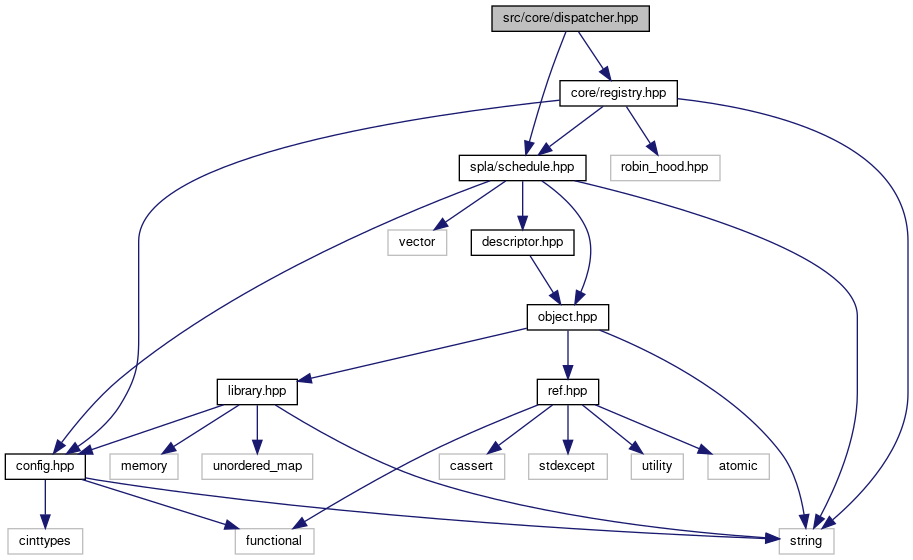 src/core/dispatcher.hpp
core/registry.hpp
spla/schedule.hpp
robin_hood.hpp
vector
descriptor.hpp
object.hpp
library.hpp
ref.hpp
config.hpp
memory
unordered_map
cassert
stdexcept
utility
atomic
cinttypes
functional
string